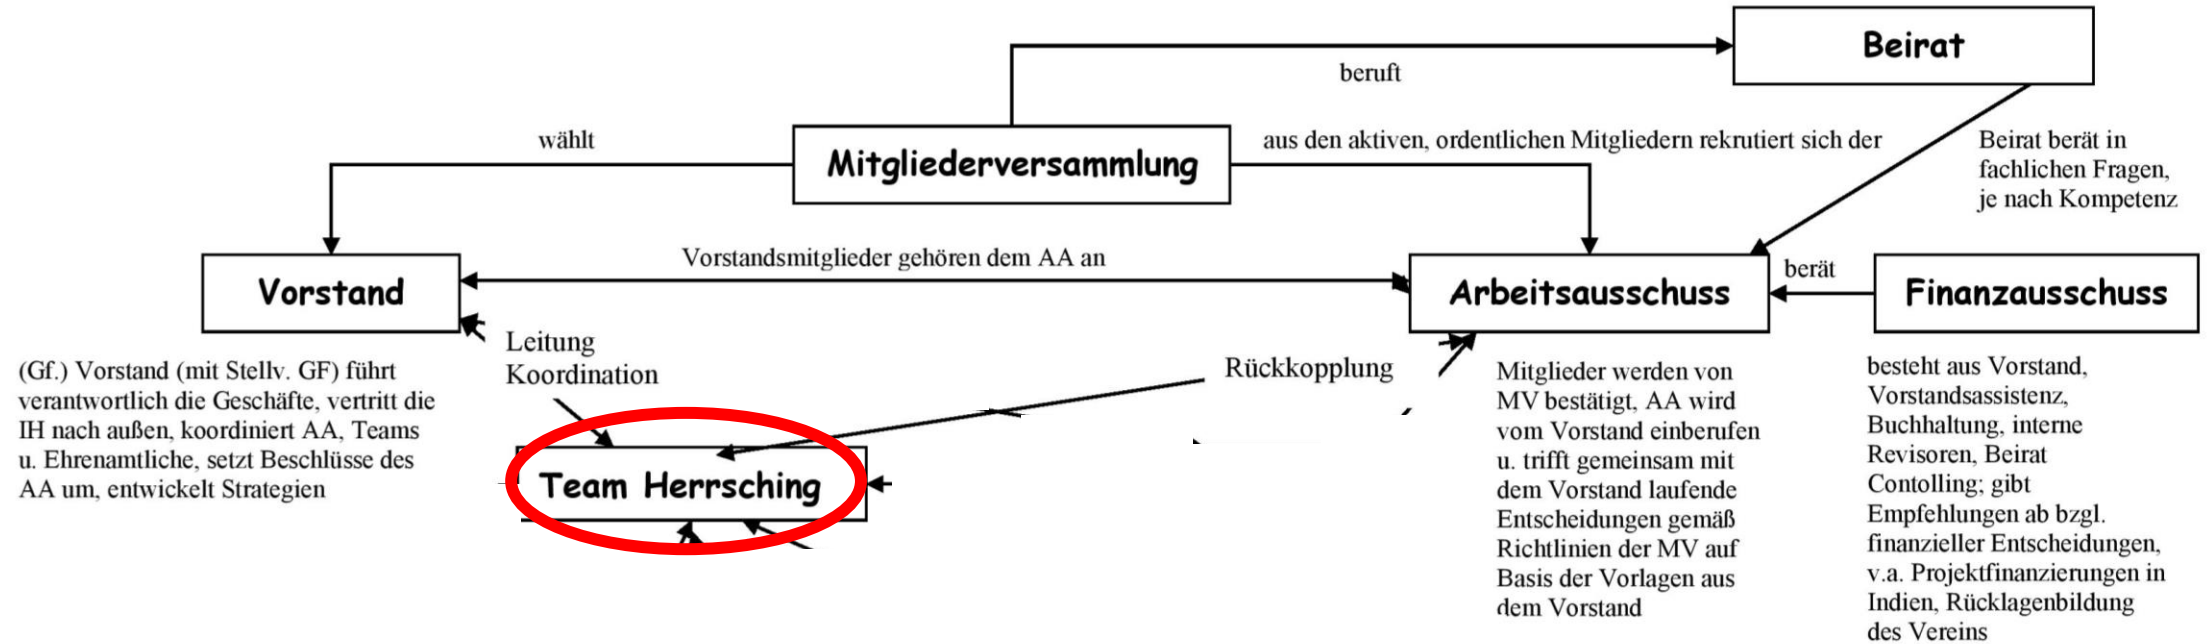 Beirat
beruft
wählt
Mitgliederversammlung
aus den aktiven, ordentlichen Mitgliedern rekrutiert sich der
Beirat berät in
fachlichen Fragen,
je nach Kompetenz
Vorstandsmitglieder gehören dem AA an
Vorstand
Arbeitsausschuss
berät
Finanzausschuss
Leitung
Koordination
Rückkopplung
(Gf.) Vorstand (mit Stellv. GF) führt
verantwortlich die Geschäfte, vertritt die
IH nach außen, koordiniert AA, Teams
u. Ehrenamtliche, setzt Beschlüsse des
AA um, entwickelt Strategien
Team Herrsching
Mitglieder werden von
MV bestätigt, AA wird
vom Vorstand einberufen
u. trifft gemeinsam mit
dem Vorstand laufende
Entscheidungen gemäß
Richtlinien der MV auf
Basis der Vorlagen aus
dem Vorstand
besteht aus Vorstand,
Vorstandsassistenz,
Buchhaltung, interne
Revisoren, Beirat
Contolling; gibt
Empfehlungen ab bzgl.
finanzieller Entscheidungen,
v.a. Projektfinanzierungen in
Indien, Rücklagenbildung
des Vereins